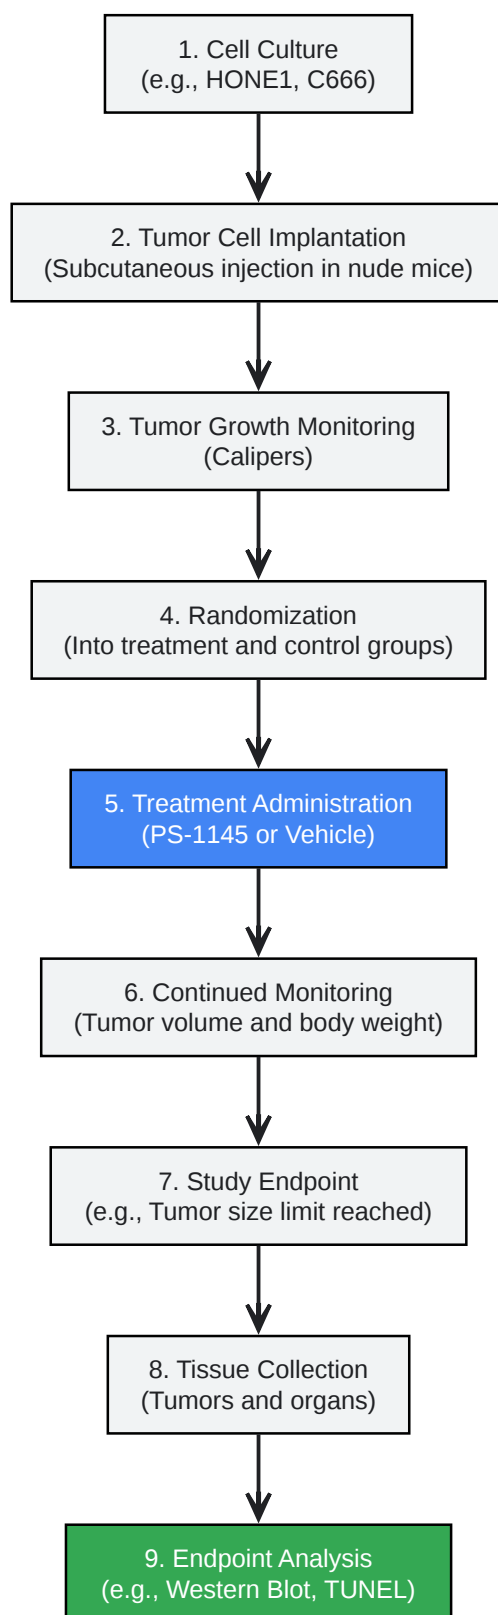 1. Cell Culture
(e.g., HONE1, C666)
2. Tumor Cell Implantation
(Subcutaneous injection in nude mice)
3. Tumor Growth Monitoring
(Calipers)
4. Randomization
(Into treatment and control groups)
5. Treatment Administration
(PS-1145 or Vehicle)
6. Continued Monitoring
(Tumor volume and body weight)
7. Study Endpoint
(e.g., Tumor size limit reached)
8. Tissue Collection
(Tumors and organs)
9. Endpoint Analysis
(e.g., Western Blot, TUNEL)